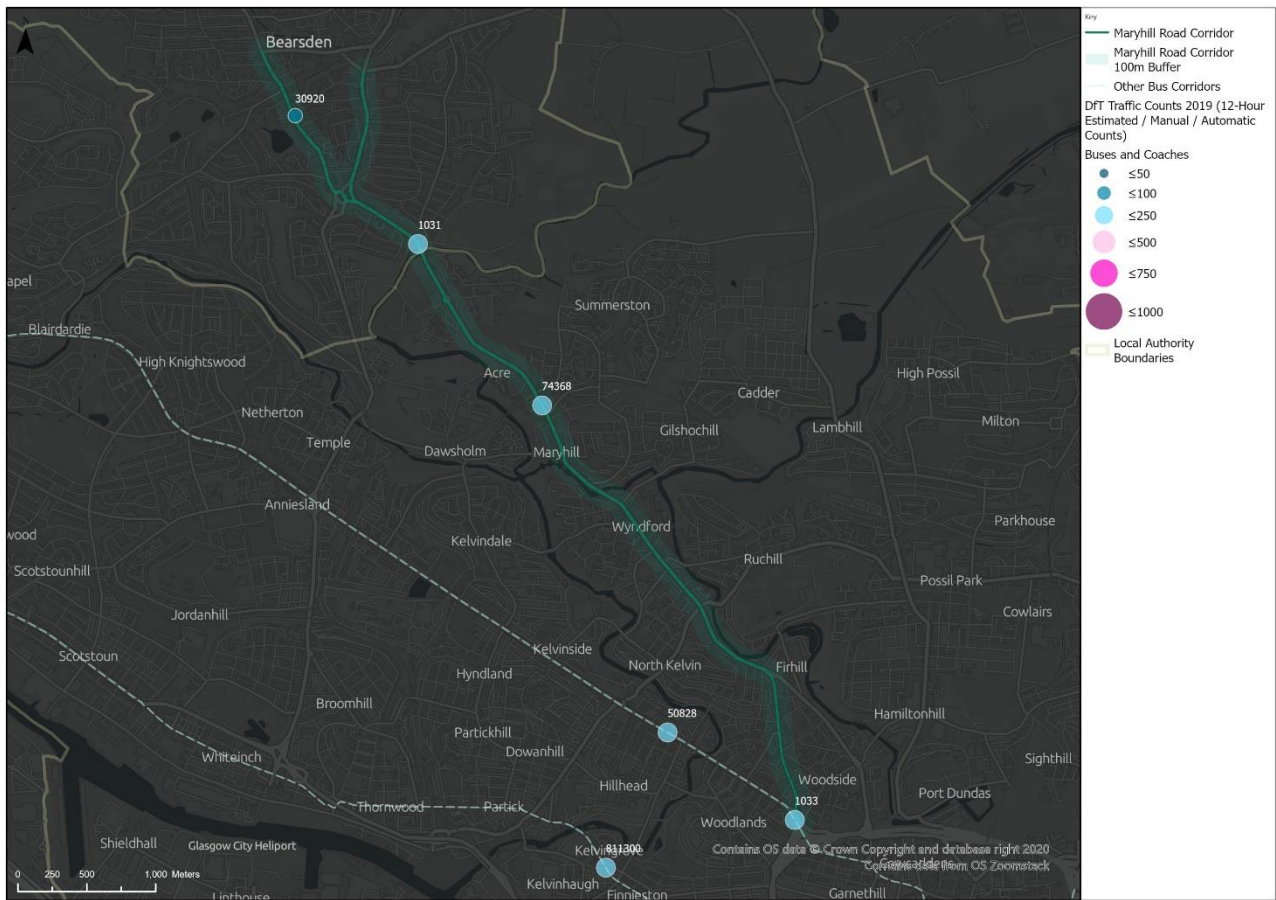 Bearsden
30920
1031
apel
Summerston
Blairdardie
High Knightswood
Acre
High Possil
74368
Cadder
Netherton
Milton
Gilshochill
Lambhill
Temple
Dawsholm
Maryhill
Anniesland
Parkhouse
Wyndford
wood
Kelvindale
Ruchill
Scotstounhill
Possil Park
Jordanhill
Cowlairs
Kelvinside
Scotstoun
North Kelvin
Firhill
Hyndland
Broomhill
50828
Hamiltonhill
Partickhill
Dowanhill
Whiteinch
Sighthill
Hillhead
Woodside
Port Dundas
Thornwood
Partick
1033
Woodlands
Shieldhall
Glasgow City Heliport
811300
Kelvingrove
Contains OS data © Crown Copyright and database right 2020
Cowcaddens
Contains data from OS Zoomstack
0 250 500 1,000 Meters
Kelvinhaugh
Finnieston
Garnethill
Linthouse
Key
Maryhill Road Corridor
Maryhill Road Corridor
100m Buffer
Other Bus Corridors
DfT Traffic Counts 2019 (12-Hour
Estimated / Manual / Automatic
Counts)
Buses and Coaches
≤50
≤100
≤250
≤500
≤750
≤1000
Local Authority
Boundaries